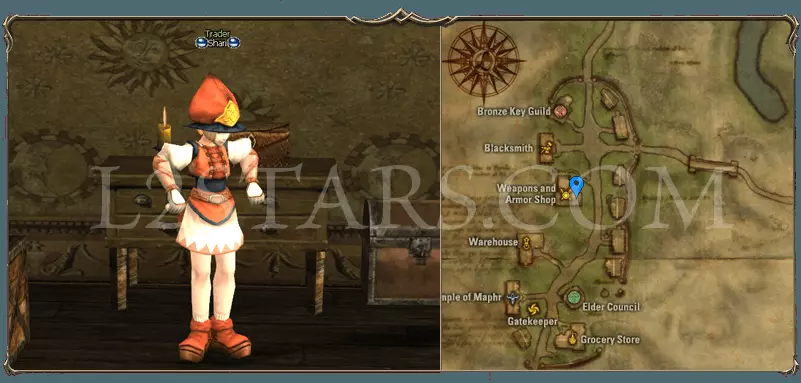 Trader
Shari
Bronze Key Guild
Blacksmith
Weapons and
Armor Shop
L2STARS.COM
Warehouse
mple of Maphr
Elder Council
Gatekeeper
Grocery Store